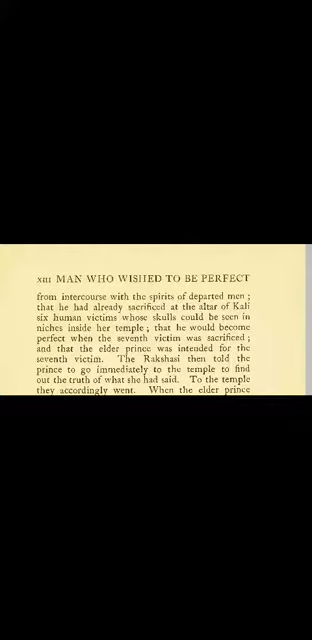 XIII MAN WHO WISHED TO BE PERFECT
from intercourse with the spirits of departed men ;
that he had already sacrificed at the altar of Kali
six human victims whose skulls could be seen in
niches inside her temple ; that he would become
perfect when the seventh victim was sacrificed ;
and that the elder prince was intended for the
seventh victim. The Rakshasi then told the
prince to go immediately to the temple to find
out the truth of what she had said. To the temple
they accordingly went. When the elder prince